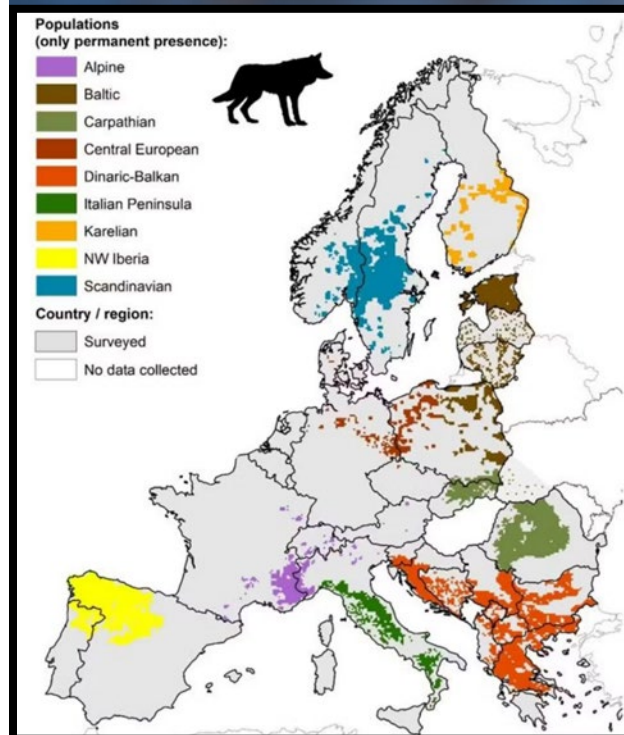 Populations
(only permanent presence):
Alpine
Baltic
Carpathian
Central European
Dinaric-Balkan
Italian Peninsula
Karelian
NW Iberia
Scandinavian
Country / region:
Surveyed
No data collected